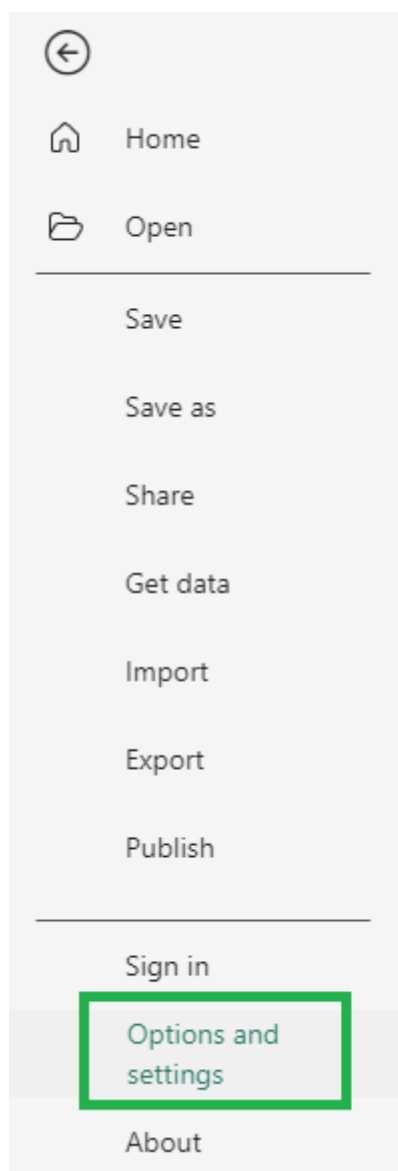 Home
Open
Save
Save as
Share
Get data
Import
Export
Publish
Sign in
Options and
settings
About